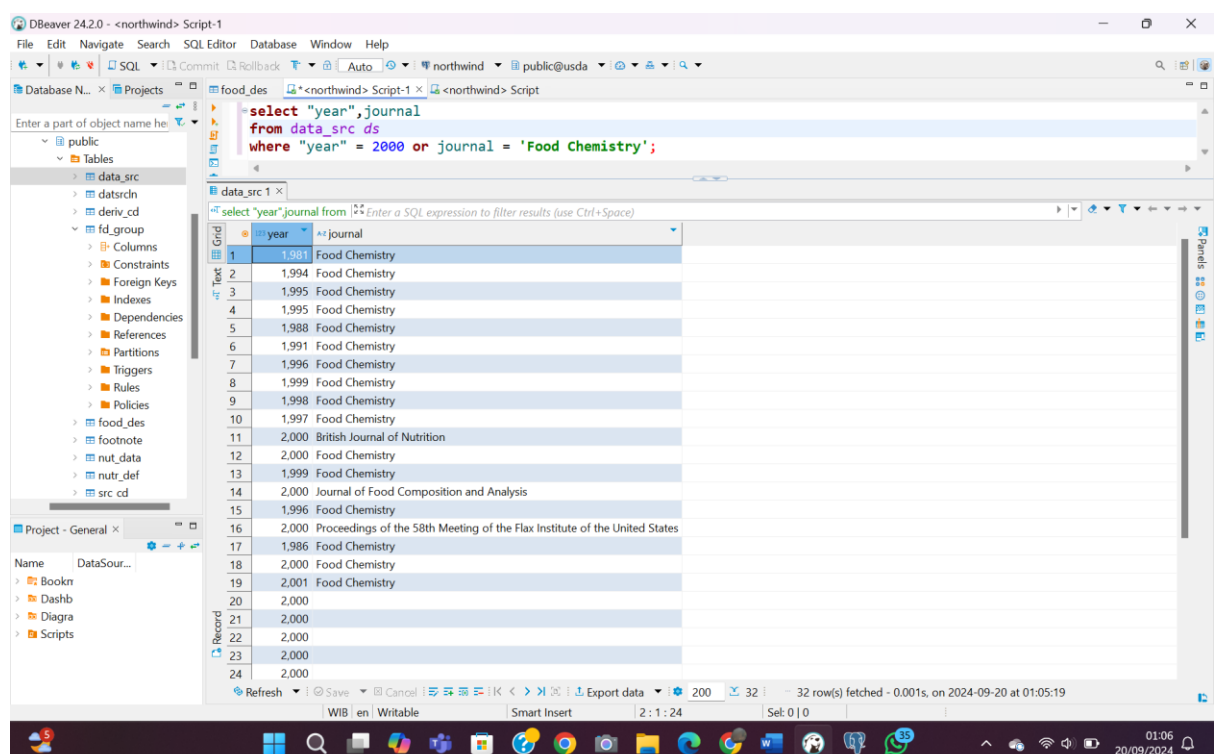 DBeaver 24.2.0 - <northwind> Script-1
File Edit Navigate Search SQL Editor Database Window Help
SQL Commit Rollback Auto northwind public@usda
Database N... Projects
food_des *<northwind> Script-1 <northwind> Script
Enter a part of object name he
public
Tables
data_src
datsrcln
deriv_cd
fd_group
Columns
Constraints
Foreign Keys
Indexes
Dependencies
References
Partitions
Triggers
Rules
Policies
food_des
footnote
nut_data
nutr_def
src cd
Project - General
Name DataSour...
Bookn
Dashb
Diagra
Scripts
select "year",journal
from data_src ds
where "year" = 2000 or journal = 'Food Chemistry';
data_src 1
select "year",journal from Enter a SQL expression to filter results (use Ctrl+Space)
Grid
Text
Record
Panels
123 year A-Z journal
1 1,981 Food Chemistry
2 1,994 Food Chemistry
3 1,995 Food Chemistry
4 1,995 Food Chemistry
5 1,988 Food Chemistry
6 1,991 Food Chemistry
7 1,996 Food Chemistry
8 1,999 Food Chemistry
9 1,998 Food Chemistry
10 1,997 Food Chemistry
11 2,000 British Journal of Nutrition
12 2,000 Food Chemistry
13 1,999 Food Chemistry
14 2,000 Journal of Food Composition and Analysis
15 1,996 Food Chemistry
16 2,000 Proceedings of the 58th Meeting of the Flax Institute of the United States
17 1,986 Food Chemistry
18 2,000 Food Chemistry
19 2,001 Food Chemistry
20 2,000
21 2,000
22 2,000
23 2,000
24 2,000
Refresh Save Cancel Export data 200 32 32 row(s) fetched - 0.001s, on 2024-09-20 at 01:05:19
WIB en Writable Smart Insert 2 : 1 : 24 Sel: 0 | 0
5
35
01:06
20/09/2024